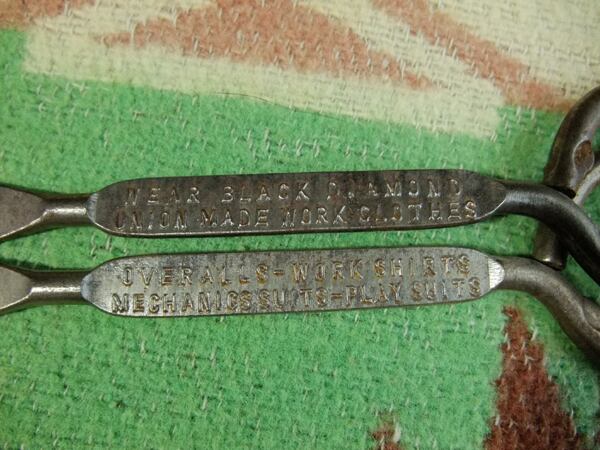 WEAR BLACK DIAMOND
UNION MADE WORK CLOTHES
OVERALLS-WORK SHIRTS
MECHANICS SUITS-PLAY SUITS